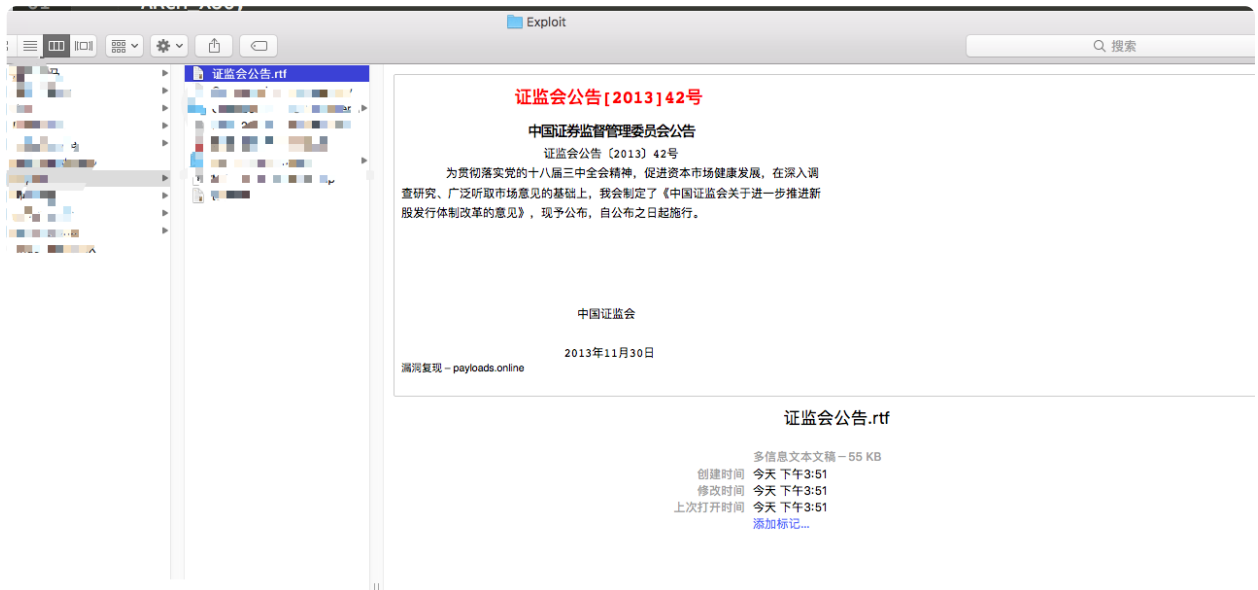 Exploit
搜索
证监会公告.rtf
证监会公告[2013]42号
中国证券监督管理委员会公告
证监会公告〔2013〕42号
为贯彻落实党的十八届三中全会精神，促进资本市场健康发展，在深入调
查研究、广泛听取市场意见的基础上，我会制定了《中国证监会关于进一步推进新
股发行体制改革的意见》，现予公布，自公布之日起施行。
中国证监会
2013年11月30日
漏洞复现 – payloads.online
证监会公告.rtf
多信息文本文稿 – 55 KB
创建时间 今天 下午3:51
修改时间 今天 下午3:51
上次打开时间 今天 下午3:51
添加标记...